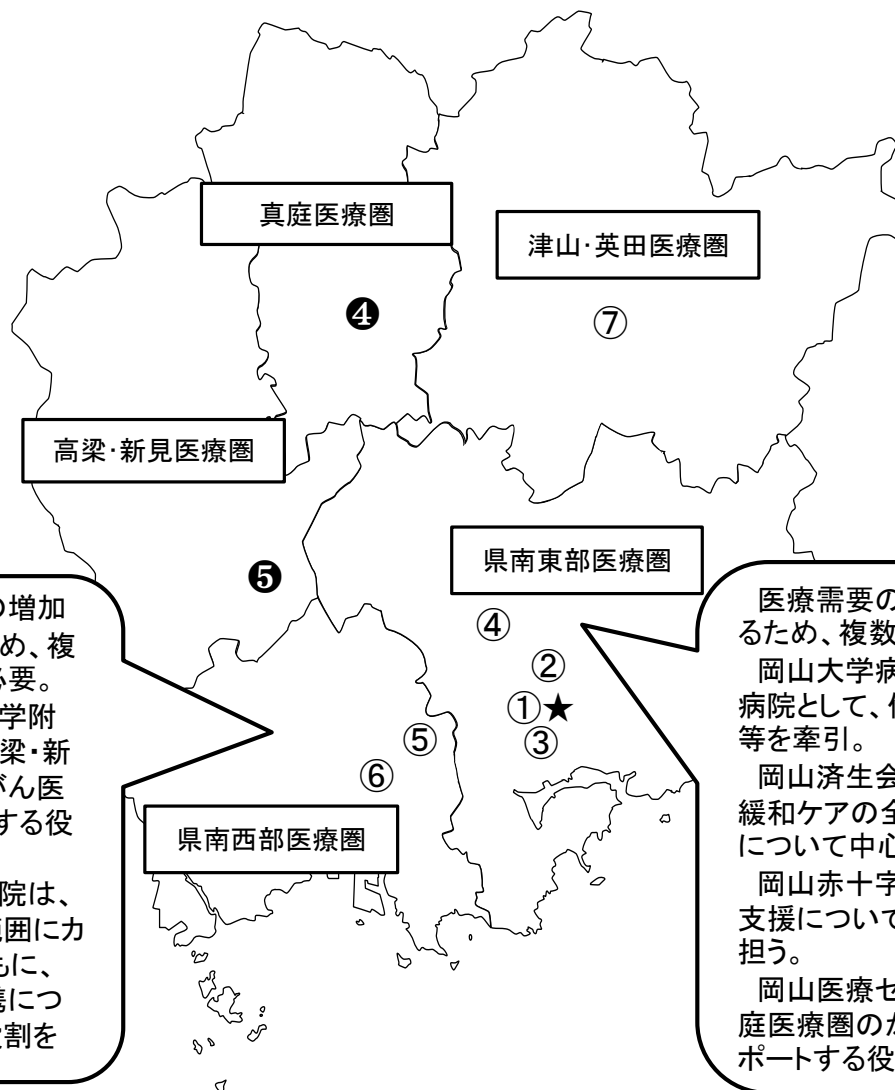 真庭医療圏
津山・英田医療圏
❹
⑦
高梁・新見医療圏
県南東部医療圏
❺
④
②
①★
③
⑤
⑥
県南西部医療圏
の増加
め、複
必要。
学附
梁・新
がん医
する役
院は、
範囲にカ
もに、
携につ
役割を
医療需要の
るため、複数
岡山大学病
病院として、
等を牽引。
岡山済生会
緩和ケアの全
について中心
岡山赤十字
支援について
担う。
岡山医療セ
庭医療圏のが
ポートする役